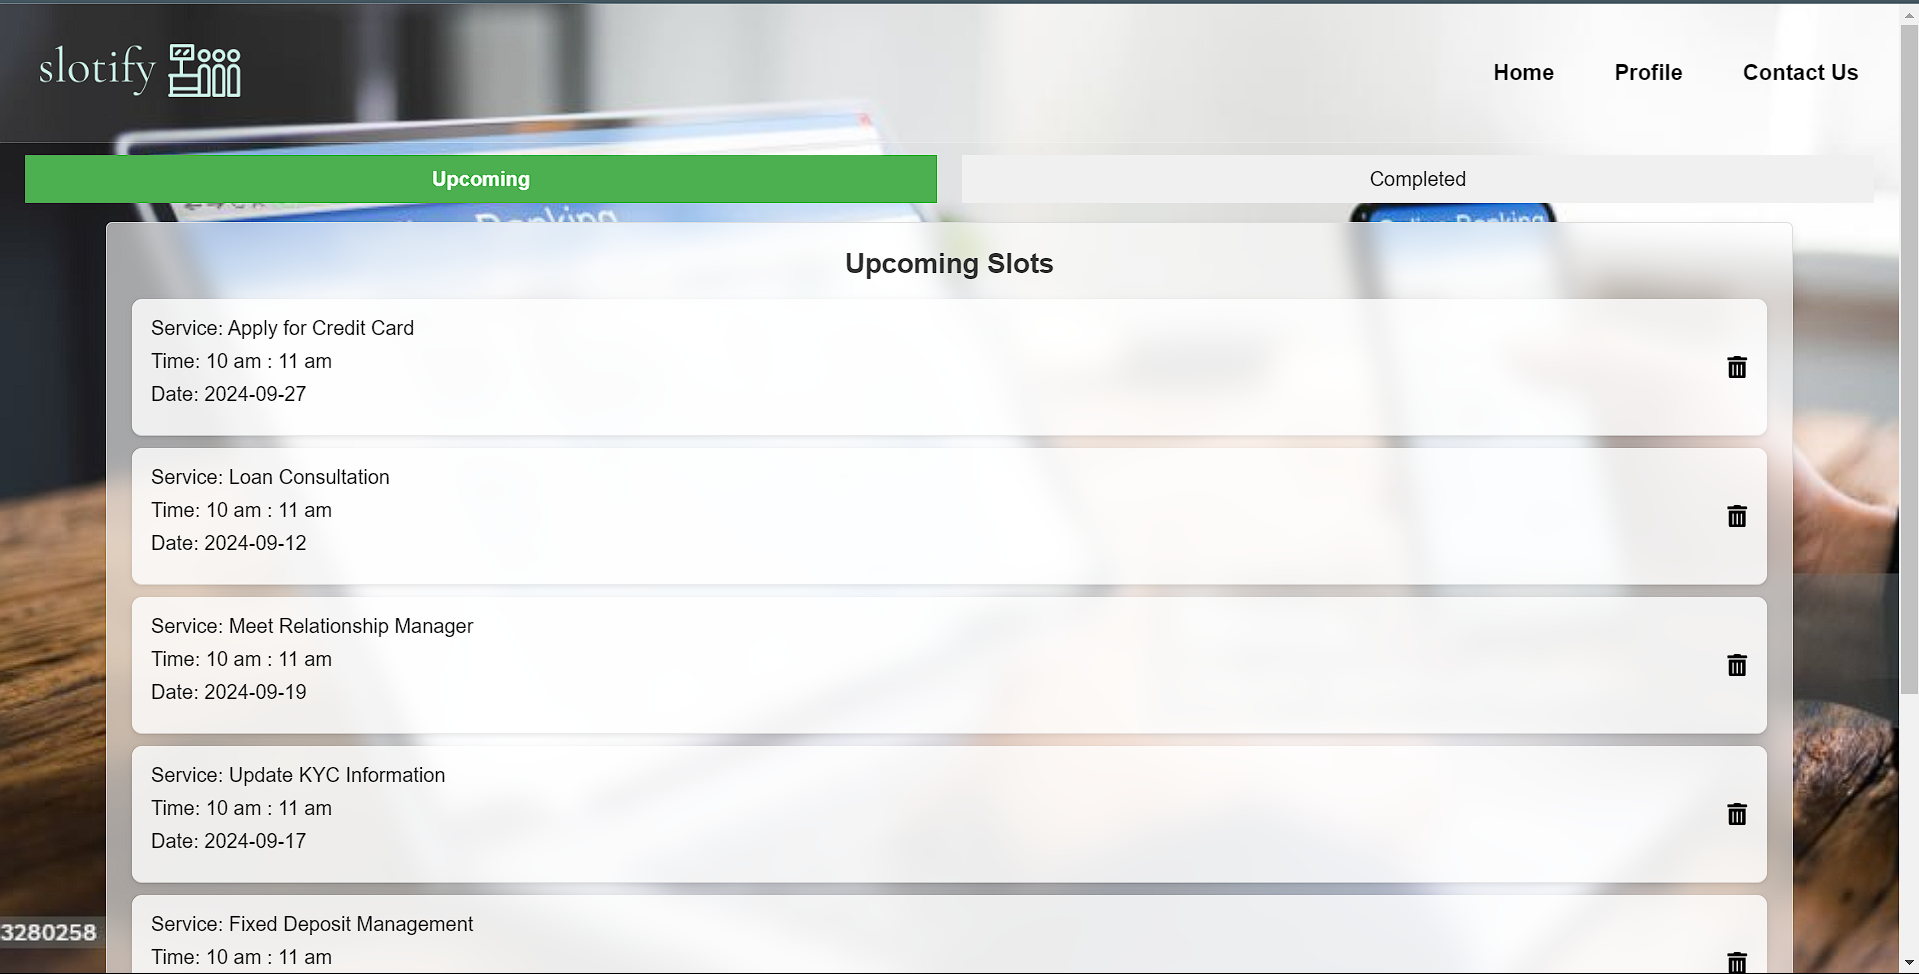 slotify
Home
Profile
Contact Us
Upcoming
Completed
Banking
Online Banking
Upcoming Slots
Service: Apply for Credit Card
Time: 10 am : 11 am
Date: 2024-09-27
Service: Loan Consultation
Time: 10 am : 11 am
Date: 2024-09-12
Service: Meet Relationship Manager
Time: 10 am : 11 am
Date: 2024-09-19
Service: Update KYC Information
Time: 10 am : 11 am
Date: 2024-09-17
Service: Fixed Deposit Management
Time: 10 am : 11 am
3280258